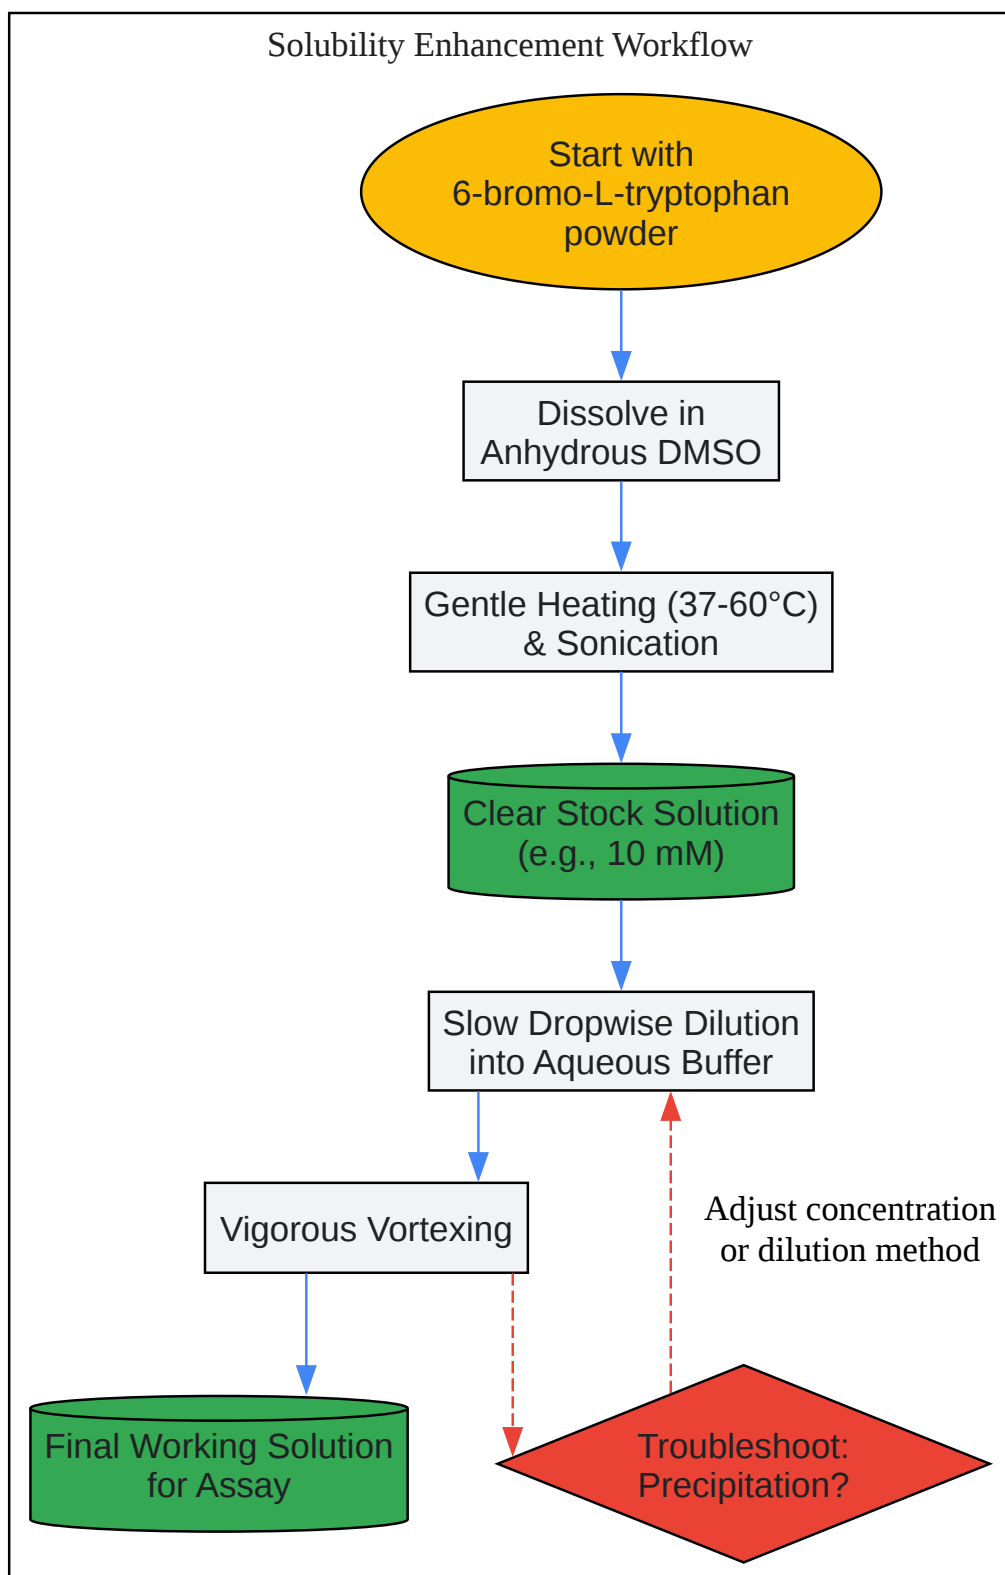 Solubility Enhancement Workflow
Start with
6-bromo-L-tryptophan
powder
Dissolve in
Anhydrous DMSO
Gentle Heating (37-60°C)
& Sonication
Clear Stock Solution
(e.g., 10 mM)
Slow Dropwise Dilution
into Aqueous Buffer
Vigorous Vortexing
Adjust concentration
or dilution method
Final Working Solution
for Assay
Troubleshoot:
Precipitation?